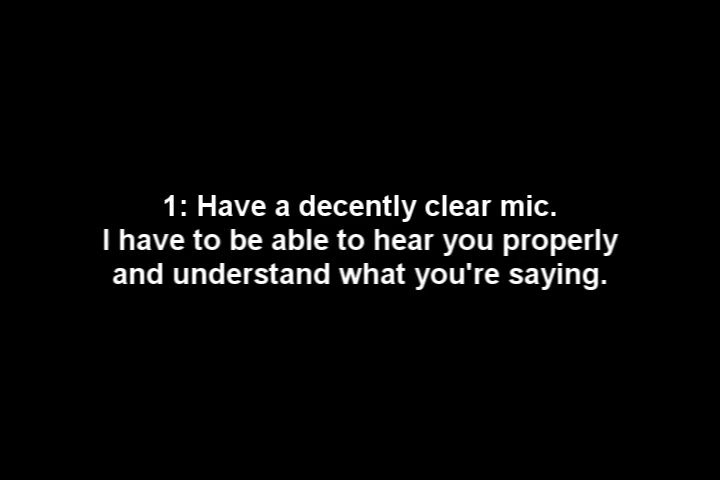 1: Have a decently clear mic.
I have to be able to hear you properly
and understand what you're saying.